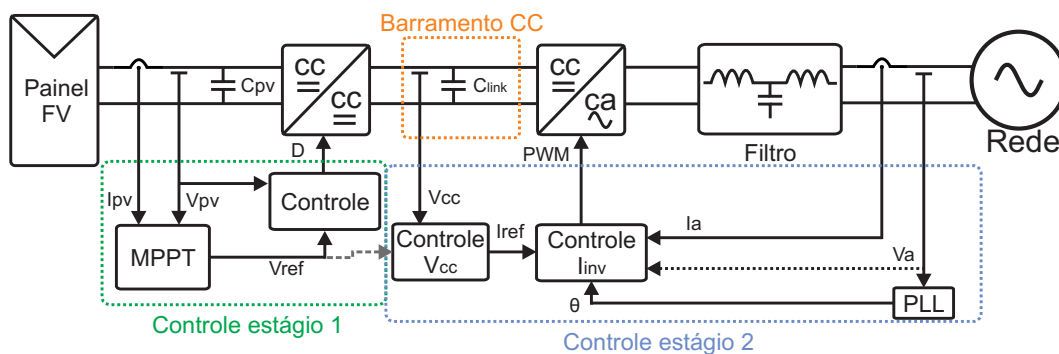 Barramento CC
Painel
FV
Cpv
CC
CC
Clink
CC
ca
Filtro
Rede
D
PWM
Ipv
Vpv
Controle
Vcc
Ia
MPPT
Vref
Controle
Vcc
Iref
Controle
Iinv
Va
θ
PLL
Controle estágio 1
Controle estágio 2